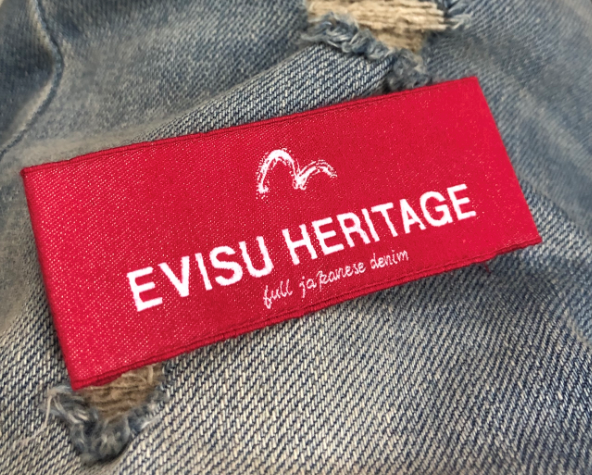 EVISU HERITAGE
full japanese denim